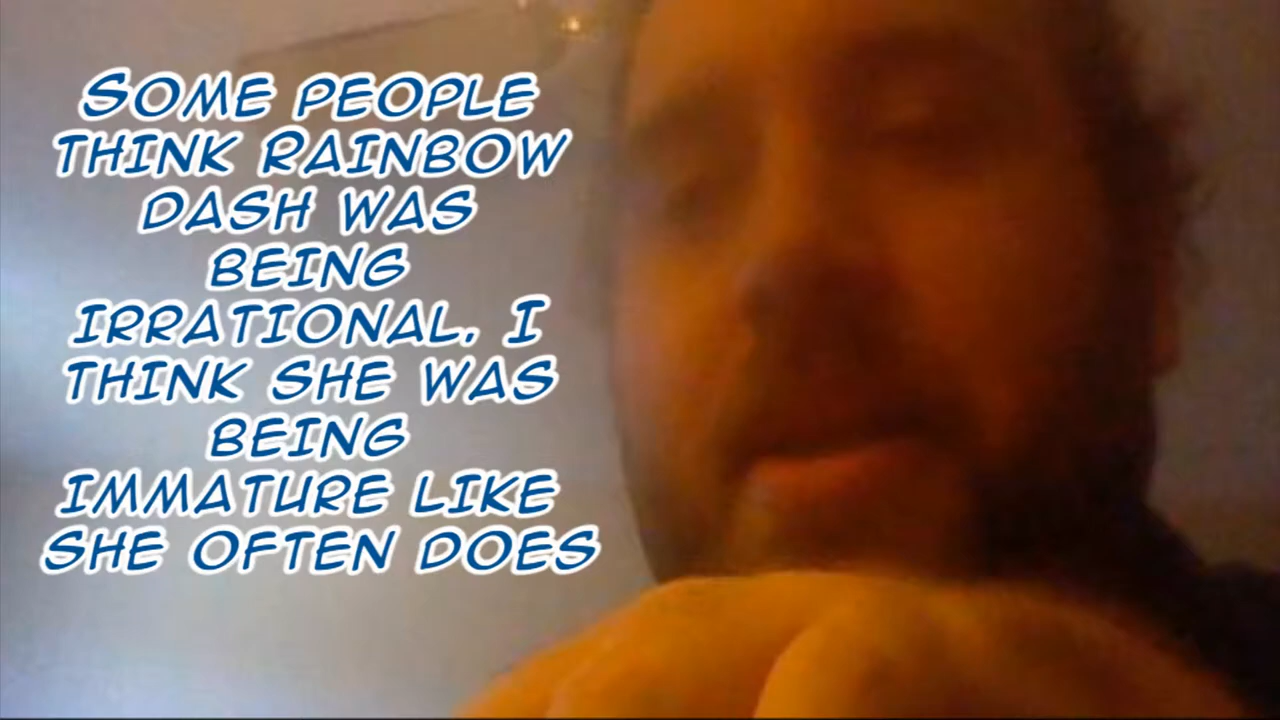 Some people
think Rainbow
dash was
being
irrational. I
think she was
being
immature like
she often does